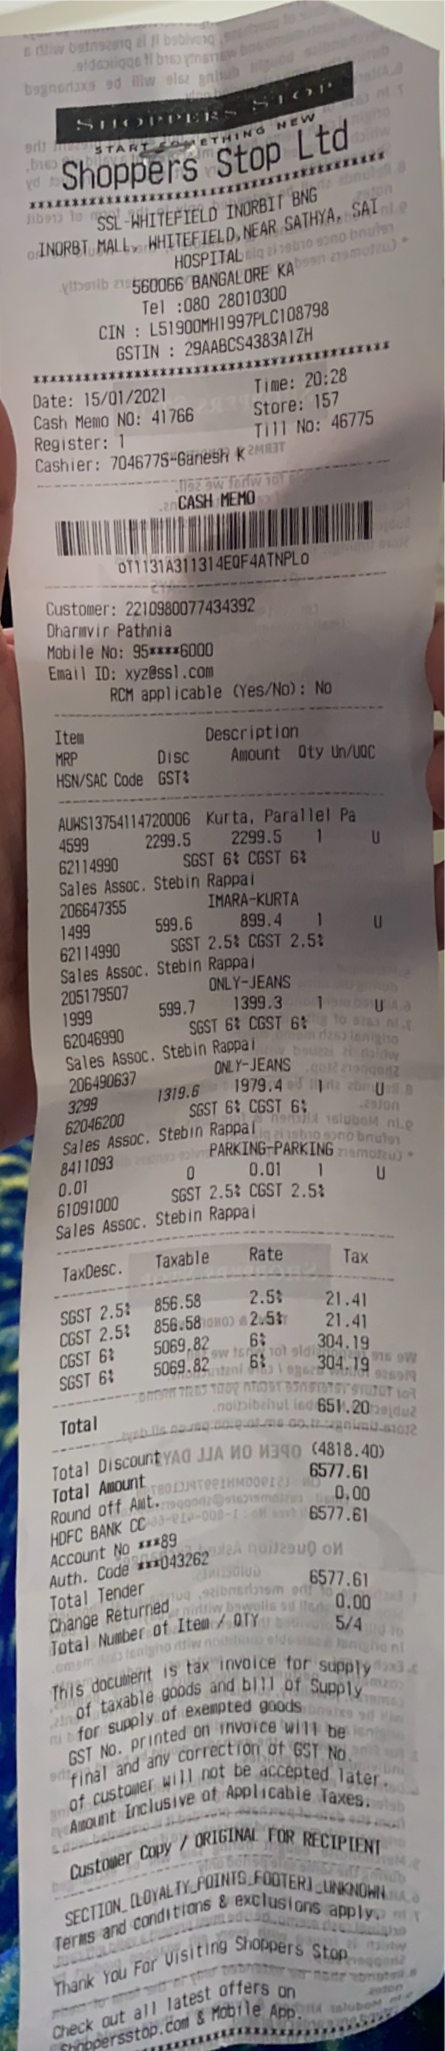 SHOPPERS STOP
START SOMETHING NEW
Shoppers Stop Ltd
SSL-WHITEFIELD INORBIT BNG
INORBT MALL, WHITEFIELD,NEAR SATHYA, SAI
HOSPITAL
560066 BANGALORE KA
Tel :080 28010300
CIN : L51900MH1997PLC108798
GSTIN : 29AABCS4383A1ZH
Date: 15/01/2021 Time: 20:28
Cash Memo NO: 41766 Store: 157
Register: 1 Till No: 46775
Cashier: 704677S-Ganesh K
CASH MEMO
oT1131A311314EQF4ATNPLo
Customer: 2210980077434392
Dharmvir Pathnia
Mobile No: 95****6000
Email ID: xyz@ssl.com
RCM applicable (Yes/No): No
Item Description
MRP Disc Amount Qty Un/UQC
HSN/SAC Code GST%
AUWS13754114720006 Kurta, Parallel Pa
4599 2299.5 2299.5 1 U
62114990 SGST 6% CGST 6%
Sales Assoc. Stebin Rappai
206647355 IMARA-KURTA
1499 599.6 899.4 1 U
62114990 SGST 2.5% CGST 2.5%
Sales Assoc. Stebin Rappai
205179507 ONLY-JEANS
1999 599.7 1399.3 1 U
62046990 SGST 6% CGST 6%
Sales Assoc. Stebin Rappai
206490637 ONLY-JEANS
3299 1319.6 1979.4 1 U
62046200 SGST 6% CGST 6%
Sales Assoc. Stebin Rappai
8411093 PARKING-PARKING
0.01 0 0.01 1 U
61091000 SGST 2.5% CGST 2.5%
Sales Assoc. Stebin Rappai
TaxDesc. Taxable Rate Tax
SGST 2.5% 856.58 2.5% 21.41
CGST 2.5% 856.58 2.5% 21.41
CGST 6% 5069.82 6% 304.19
SGST 6% 5069.82 6% 304.19
Total 651.20
Total Discount (4818.40)
Total Amount 6577.61
Round off Amt. 0.00
HDFC BANK CC 6577.61
Account No ***89
Auth. Code ***043262
Total Tender 6577.61
Change Returned 0.00
Total Number of Item / QTY 5/4
This document is tax invoice for supply
of taxable goods and bill of Supply
for supply of exempted goods
GST No. printed on invoice will be
final and any correction of GST No.
of customer will not be accepted later.
Amount Inclusive of Applicable Taxes.
Customer Copy / ORIGINAL FOR RECIPIENT
SECTION_[LOYALTY_POINTS_FOOTER]_UNKNOWN
Terms and conditions & exclusions apply.
Thank You For Visiting Shoppers Stop
Check out all latest offers on
Shoppersstop.com & Mobile App.